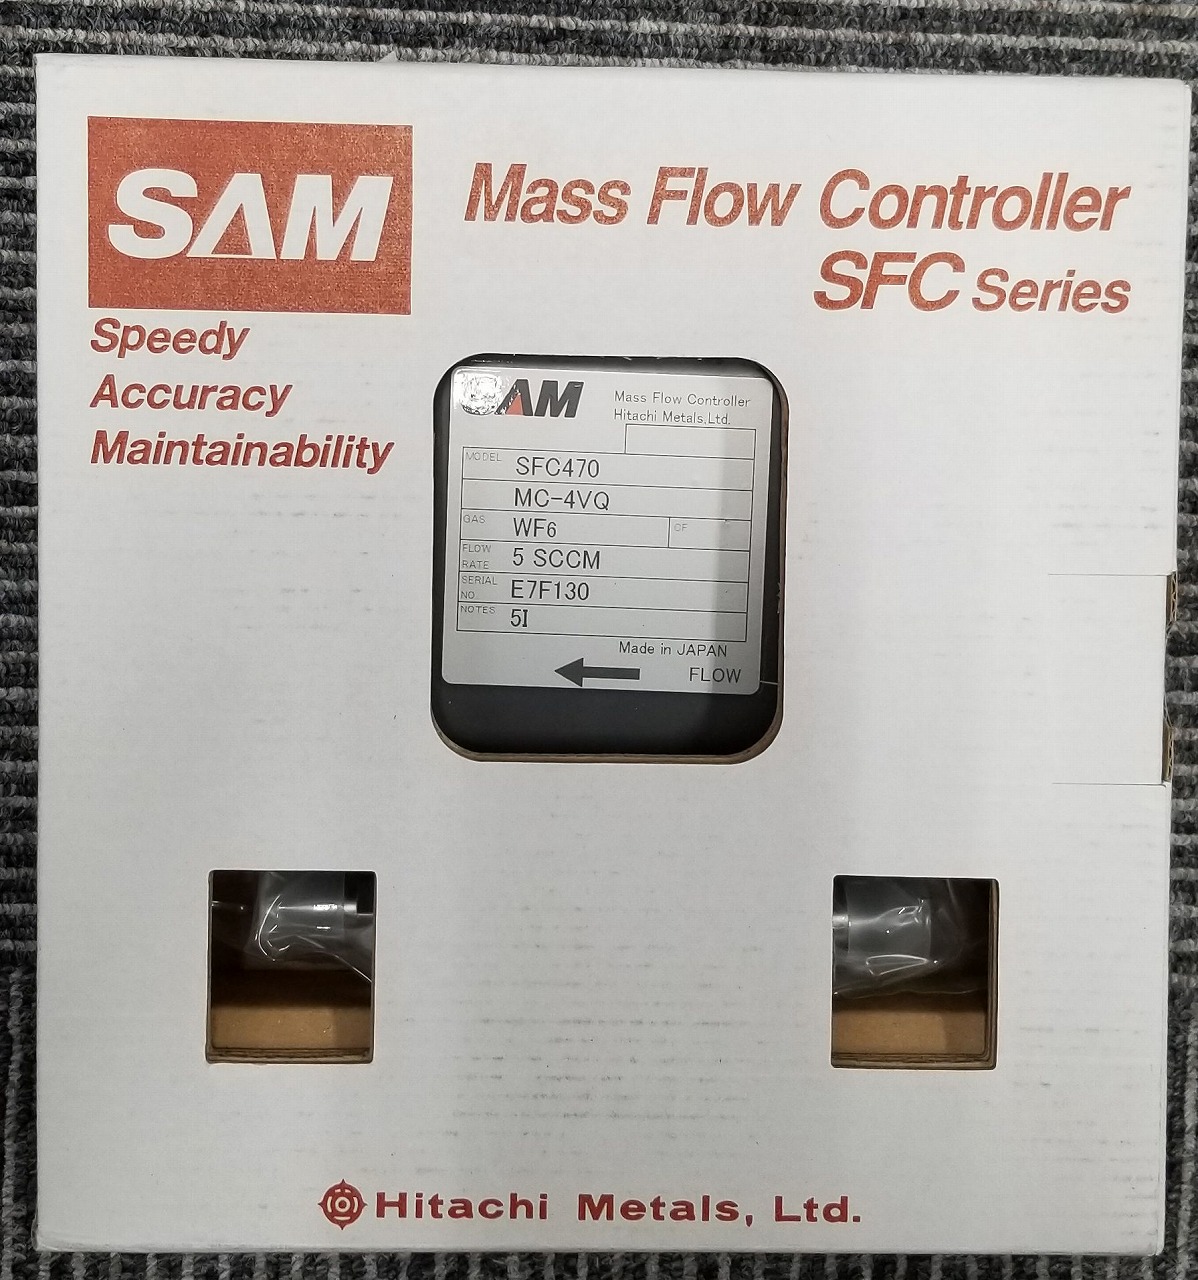 SAM
Mass Flow Controller
SFC Series
Speedy
Accuracy
Maintainability
SAM
Mass Flow Controller
Hitachi Metals,Ltd.
MODEL SFC470
MC-4VQ
GAS WF6 CF
FLOW RATE 5 SCCM
SERIAL NO. E7F130
NOTES 5I
Made in JAPAN
FLOW
Hitachi Metals, Ltd.